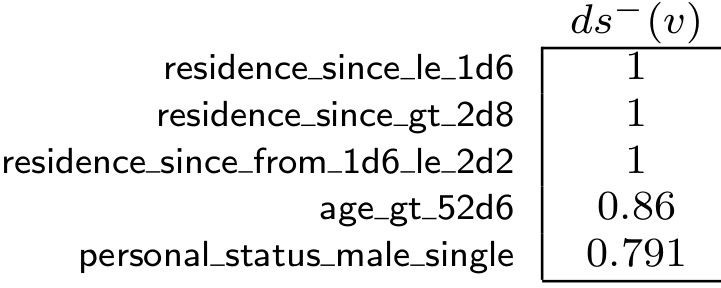 ds⁻(v)
residence_since_le_1d6 1
residence_since_gt_2d8 1
residence_since_from_1d6_le_2d2 1
age_gt_52d6 0.86
personal_status_male_single 0.791